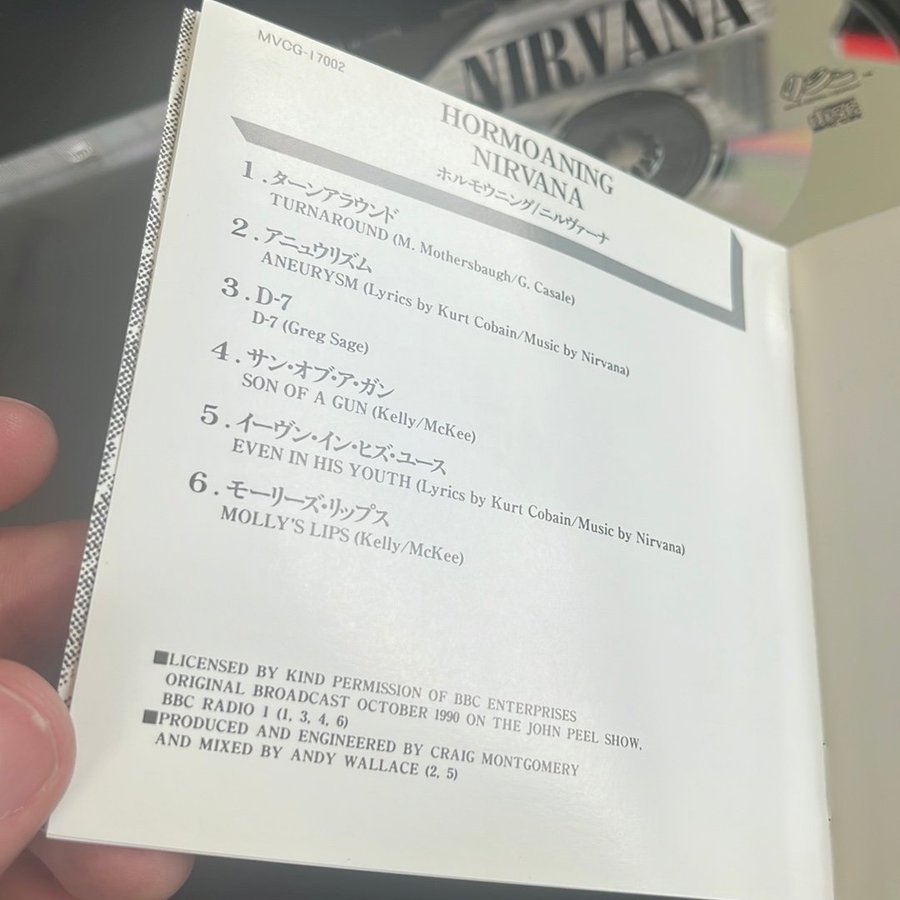 NIRVANA
MVCG-17002
HORMOANING
NIRVANA
ホルモウニング/ニルヴァーナ
1.ターンアラウンド
TURNAROUND (M. Mothersbaugh/G. Casale)
2.アニュウリズム
ANEURYSM (Lyrics by Kurt Cobain/Music by Nirvana)
3.D-7
D-7 (Greg Sage)
4.サン・オブ・ア・ガン
SON OF A GUN (Kelly/McKee)
5.イーヴン・イン・ヒズ・ユース
EVEN IN HIS YOUTH (Lyrics by Kurt Cobain/Music by Nirvana)
6.モーリーズ・リップス
MOLLY'S LIPS (Kelly/McKee)
■LICENSED BY KIND PERMISSION OF BBC ENTERPRISES
ORIGINAL BROADCAST OCTOBER 1990 ON THE JOHN PEEL SHOW,
BBC RADIO 1 (1, 3, 4, 6)
■PRODUCED AND ENGINEERED BY CRAIG MONTGOMERY
AND MIXED BY ANDY WALLACE (2, 5)